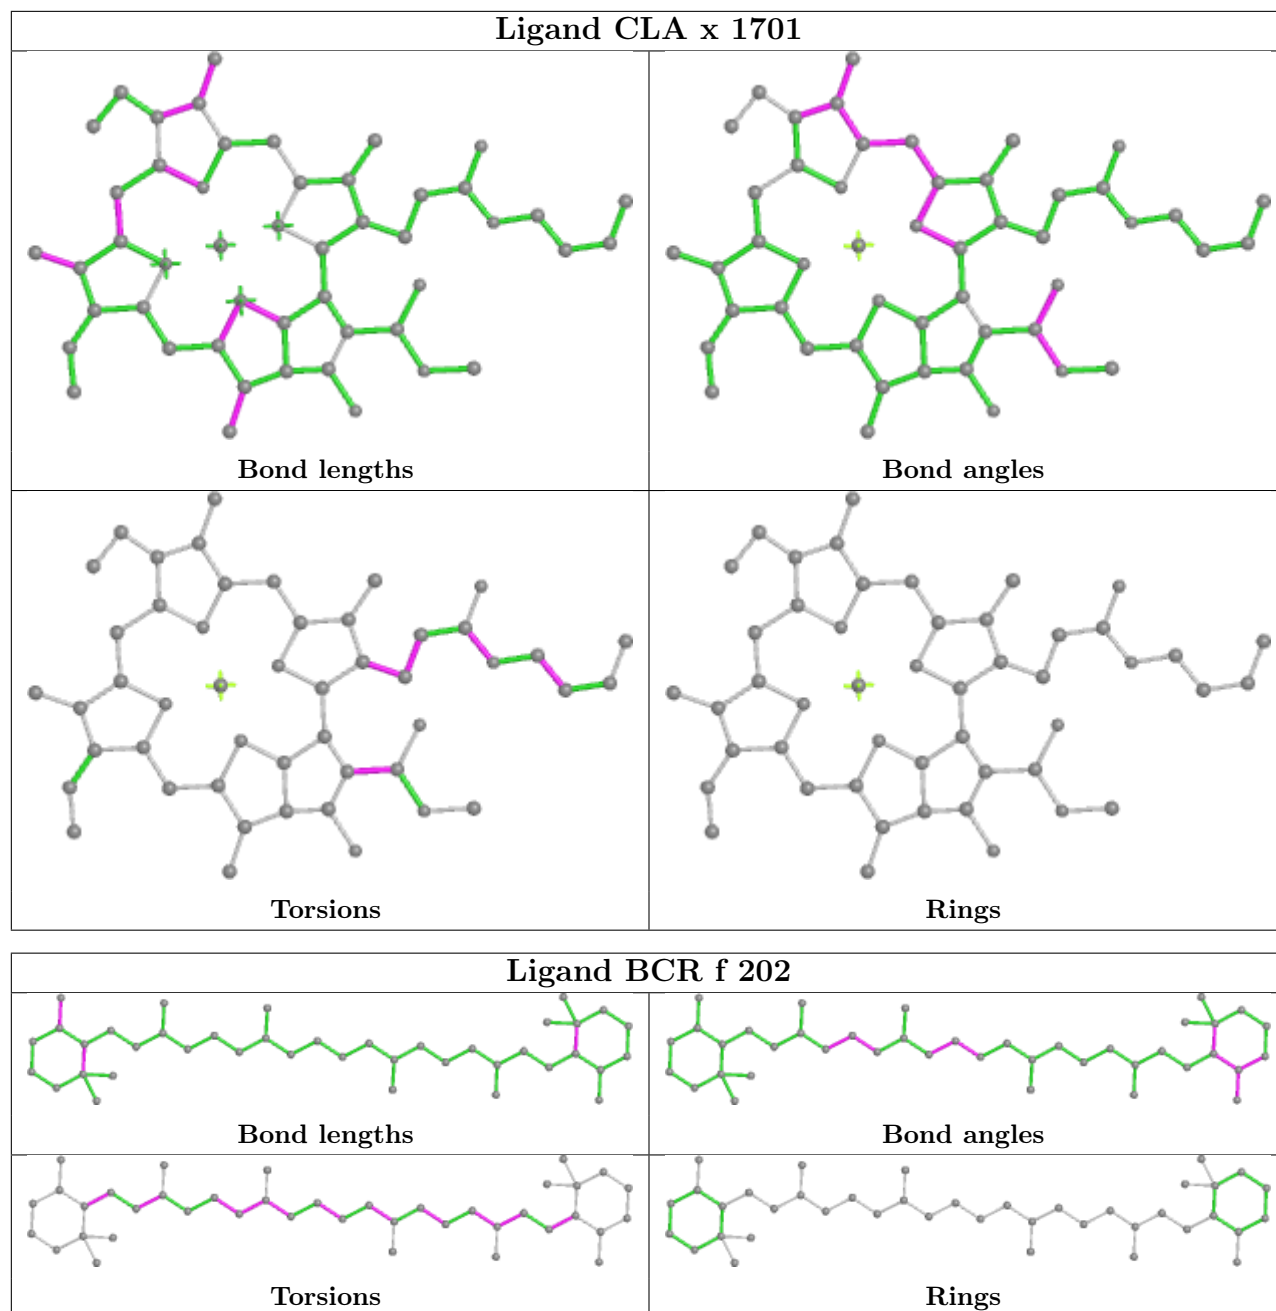 Ligand CLA x 1701
Bond lengths
Bond angles
Torsions
Rings
Ligand BCR f 202
Bond lengths
Bond angles
Torsions
Rings